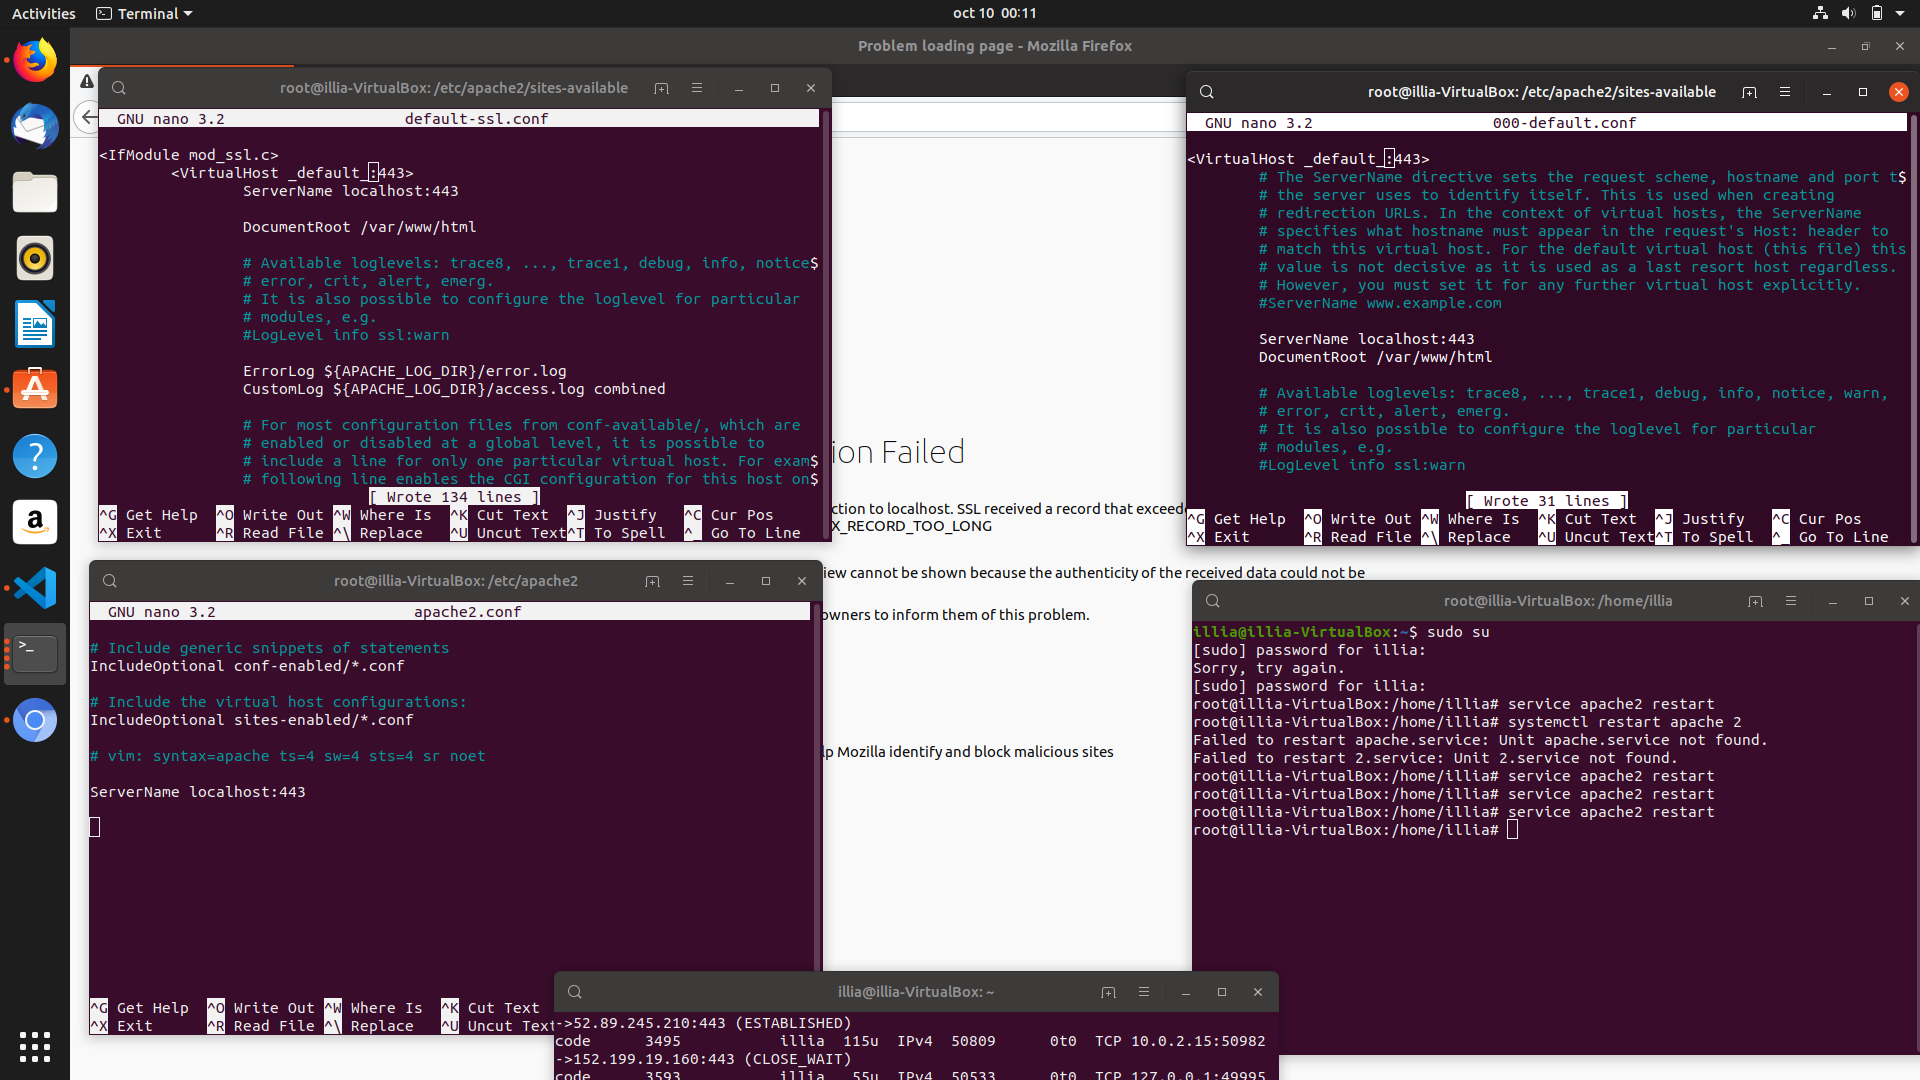 Activities
Terminal
oct 10 00:11
Problem loading page - Mozilla Firefox
root@illia-VirtualBox: /etc/apache2/sites-available
GNU nano 3.2 default-ssl.conf
<IfModule mod_ssl.c>
<VirtualHost _default_:443>
ServerName localhost:443
DocumentRoot /var/www/html
# Available loglevels: trace8, ..., trace1, debug, info, notice$
# error, crit, alert, emerg.
# It is also possible to configure the loglevel for particular
# modules, e.g.
#LogLevel info ssl:warn
ErrorLog ${APACHE_LOG_DIR}/error.log
CustomLog ${APACHE_LOG_DIR}/access.log combined
# For most configuration files from conf-available/, which are
# enabled or disabled at a global level, it is possible to
# include a line for only one particular virtual host. For exam$
# following line enables the CGI configuration for this host on$
[ Wrote 134 lines ]
^G Get Help ^O Write Out ^W Where Is ^K Cut Text ^J Justify ^C Cur Pos
^X Exit ^R Read File ^\ Replace ^U Uncut Text ^T To Spell ^_ Go To Line
root@illia-VirtualBox: /etc/apache2/sites-available
GNU nano 3.2 000-default.conf
<VirtualHost _default_:443>
# The ServerName directive sets the request scheme, hostname and port t$
# the server uses to identify itself. This is used when creating
# redirection URLs. In the context of virtual hosts, the ServerName
# specifies what hostname must appear in the request's Host: header to
# match this virtual host. For the default virtual host (this file) this
# value is not decisive as it is used as a last resort host regardless.
# However, you must set it for any further virtual host explicitly.
#ServerName www.example.com
ServerName localhost:443
DocumentRoot /var/www/html
# Available loglevels: trace8, ..., trace1, debug, info, notice, warn,
# error, crit, alert, emerg.
# It is also possible to configure the loglevel for particular
# modules, e.g.
#LogLevel info ssl:warn
[ Wrote 31 lines ]
^G Get Help ^O Write Out ^W Where Is ^K Cut Text ^J Justify ^C Cur Pos
^X Exit ^R Read File ^\ Replace ^U Uncut Text ^T To Spell ^_ Go To Line
ion Failed
ction to localhost. SSL received a record that exceede
X_RECORD_TOO_LONG
iew cannot be shown because the authenticity of the received data could not be
owners to inform them of this problem.
lp Mozilla identify and block malicious sites
root@illia-VirtualBox: /etc/apache2
GNU nano 3.2 apache2.conf
# Include generic snippets of statements
IncludeOptional conf-enabled/*.conf
# Include the virtual host configurations:
IncludeOptional sites-enabled/*.conf
# vim: syntax=apache ts=4 sw=4 sts=4 sr noet
ServerName localhost:443
^G Get Help ^O Write Out ^W Where Is ^K Cut Text
^X Exit ^R Read File ^\ Replace ^U Uncut Text
root@illia-VirtualBox: /home/illia
illia@illia-VirtualBox:~$ sudo su
[sudo] password for illia:
Sorry, try again.
[sudo] password for illia:
root@illia-VirtualBox:/home/illia# service apache2 restart
root@illia-VirtualBox:/home/illia# systemctl restart apache 2
Failed to restart apache.service: Unit apache.service not found.
Failed to restart 2.service: Unit 2.service not found.
root@illia-VirtualBox:/home/illia# service apache2 restart
root@illia-VirtualBox:/home/illia# service apache2 restart
root@illia-VirtualBox:/home/illia# service apache2 restart
root@illia-VirtualBox:/home/illia#
illia@illia-VirtualBox: ~
->52.89.245.210:443 (ESTABLISHED)
code 3495 illia 115u IPv4 50809 0t0 TCP 10.0.2.15:50982
->152.199.19.160:443 (CLOSE_WAIT)
code 3593 illia 55u IPv4 50533 0t0 TCP 127.0.0.1:49995